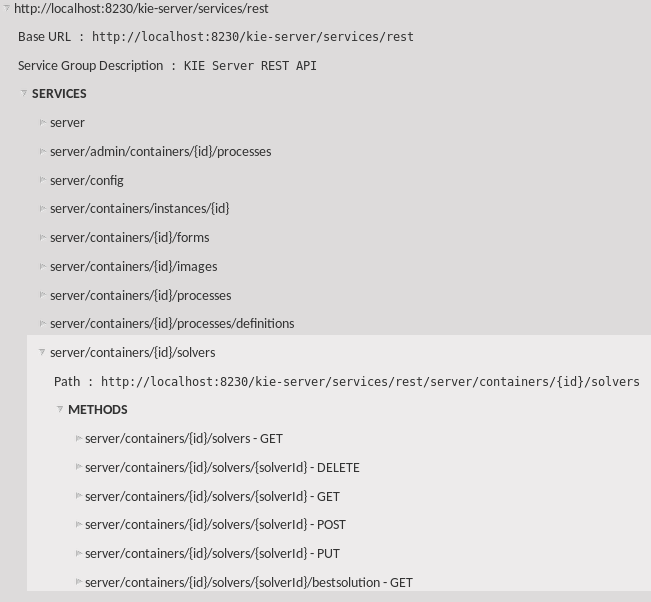 http://localhost:8230/kie-server/services/rest
Base URL : http://localhost:8230/kie-server/services/rest
Service Group Description : KIE Server REST API
SERVICES
server
server/admin/containers/{id}/processes
server/config
server/containers/instances/{id}
server/containers/{id}/forms
server/containers/{id}/images
server/containers/{id}/processes
server/containers/{id}/processes/definitions
server/containers/{id}/solvers
Path : http://localhost:8230/kie-server/services/rest/server/containers/{id}/solvers
METHODS
server/containers/{id}/solvers - GET
server/containers/{id}/solvers/{solverId} - DELETE
server/containers/{id}/solvers/{solverId} - GET
server/containers/{id}/solvers/{solverId} - POST
server/containers/{id}/solvers/{solverId} - PUT
server/containers/{id}/solvers/{solverId}/bestsolution - GET